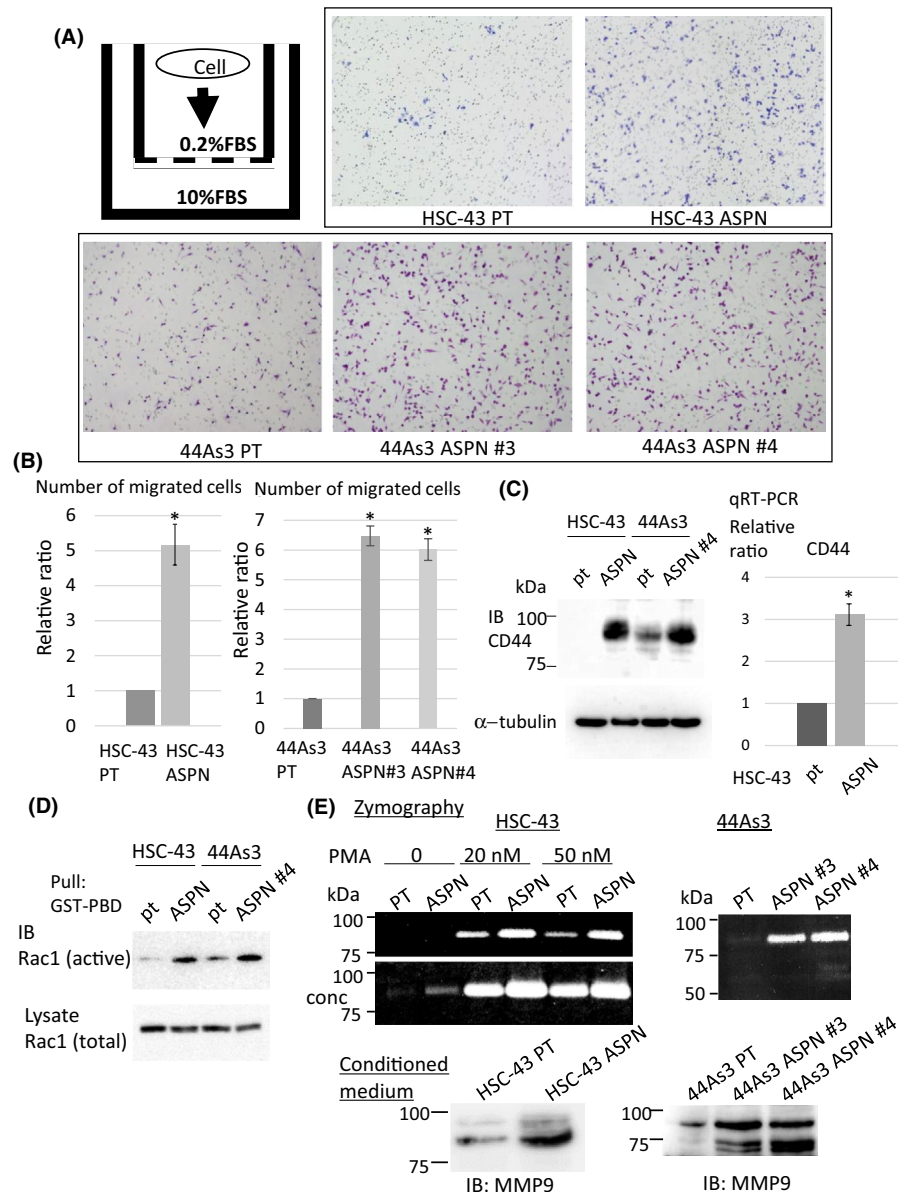 (A)
Cell
0.2%FBS
10%FBS
HSC-43 PT
HSC-43 ASPN
44As3 PT
44As3 ASPN #3
44As3 ASPN #4
(B)
Number of migrated cells
Relative ratio
6
5
4
3
2
1
0
*
HSC-43 PT
HSC-43 ASPN
Number of migrated cells
Relative ratio
7
6
5
4
3
2
1
0
*
*
44As3 PT
44As3 ASPN#3
44As3 ASPN#4
(C)
HSC-43
44As3
pt
ASPN
pt
ASPN #4
kDa
IB
CD44
100
75
α−tubulin
qRT-PCR
Relative ratio
CD44
4
3
2
1
0
*
HSC-43
pt
ASPN
(D)
HSC-43
44As3
Pull:
GST-PBD
pt
ASPN
pt
ASPN #4
IB
Rac1 (active)
Lysate
Rac1 (total)
(E)
Zymography
HSC-43
PMA
0
20 nM
50 nM
kDa
PT
ASPN
PT
ASPN
PT
ASPN
100
75
100
conc
75
44As3
kDa
PT
ASPN #3
ASPN #4
100
75
50
Conditioned
medium
HSC-43 PT
HSC-43 ASPN
100
75
IB: MMP9
44As3 PT
44As3 ASPN #3
44As3 ASPN #4
100
75
IB: MMP9